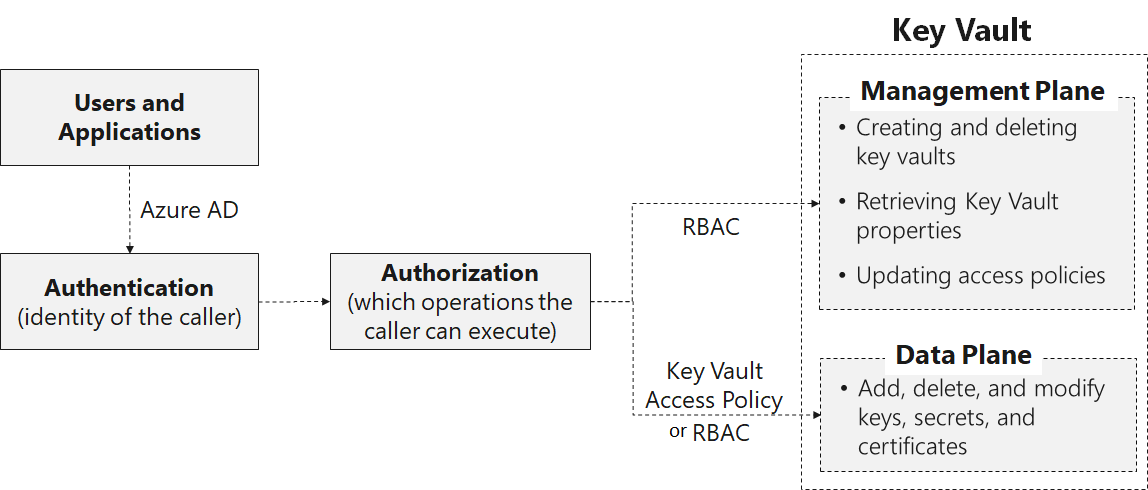 Key Vault
Users and
Applications
Azure AD
Authentication
(identity of the caller)
Authorization
(which operations the
caller can execute)
RBAC
Management Plane
• Creating and deleting
key vaults
• Retrieving Key Vault
properties
• Updating access policies
Key Vault
Access Policy
or RBAC
Data Plane
• Add, delete, and modify
keys, secrets, and
certificates